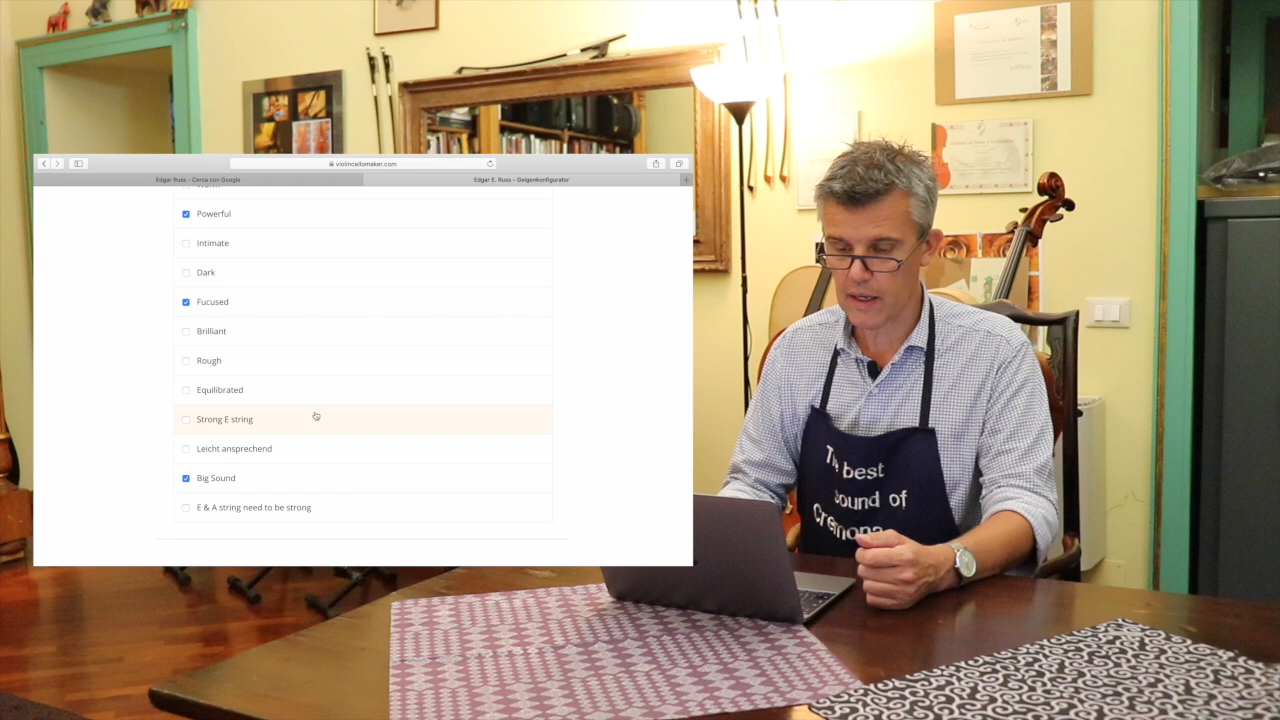 violincellomaker.com
Edgar Russ - Cerca con Google
Edgar E. Russ - Geigenkonfigurator
Powerful
Intimate
Dark
Fucused
Brilliant
Rough
Equilibrated
Strong E string
Leicht ansprechend
Big Sound
E & A string need to be strong
The best
sound of
Cremona